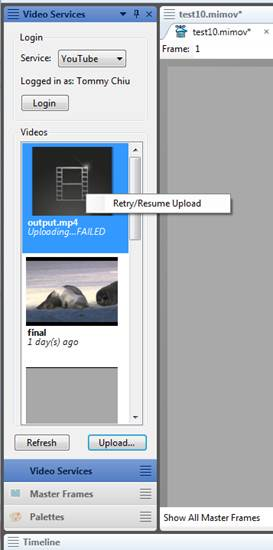 Video Services
test10.mimov*
Login
test10.mimov*
Service: YouTube
Frame: 1
Logged in as: Tommy Chiu
Login
Videos
Retry/Resume Upload
output.mp4
Uploading...FAILED
final
1 day(s) ago
Refresh
Upload...
Video Services
Master Frames
Palettes
Show All Master Frames
Timeline